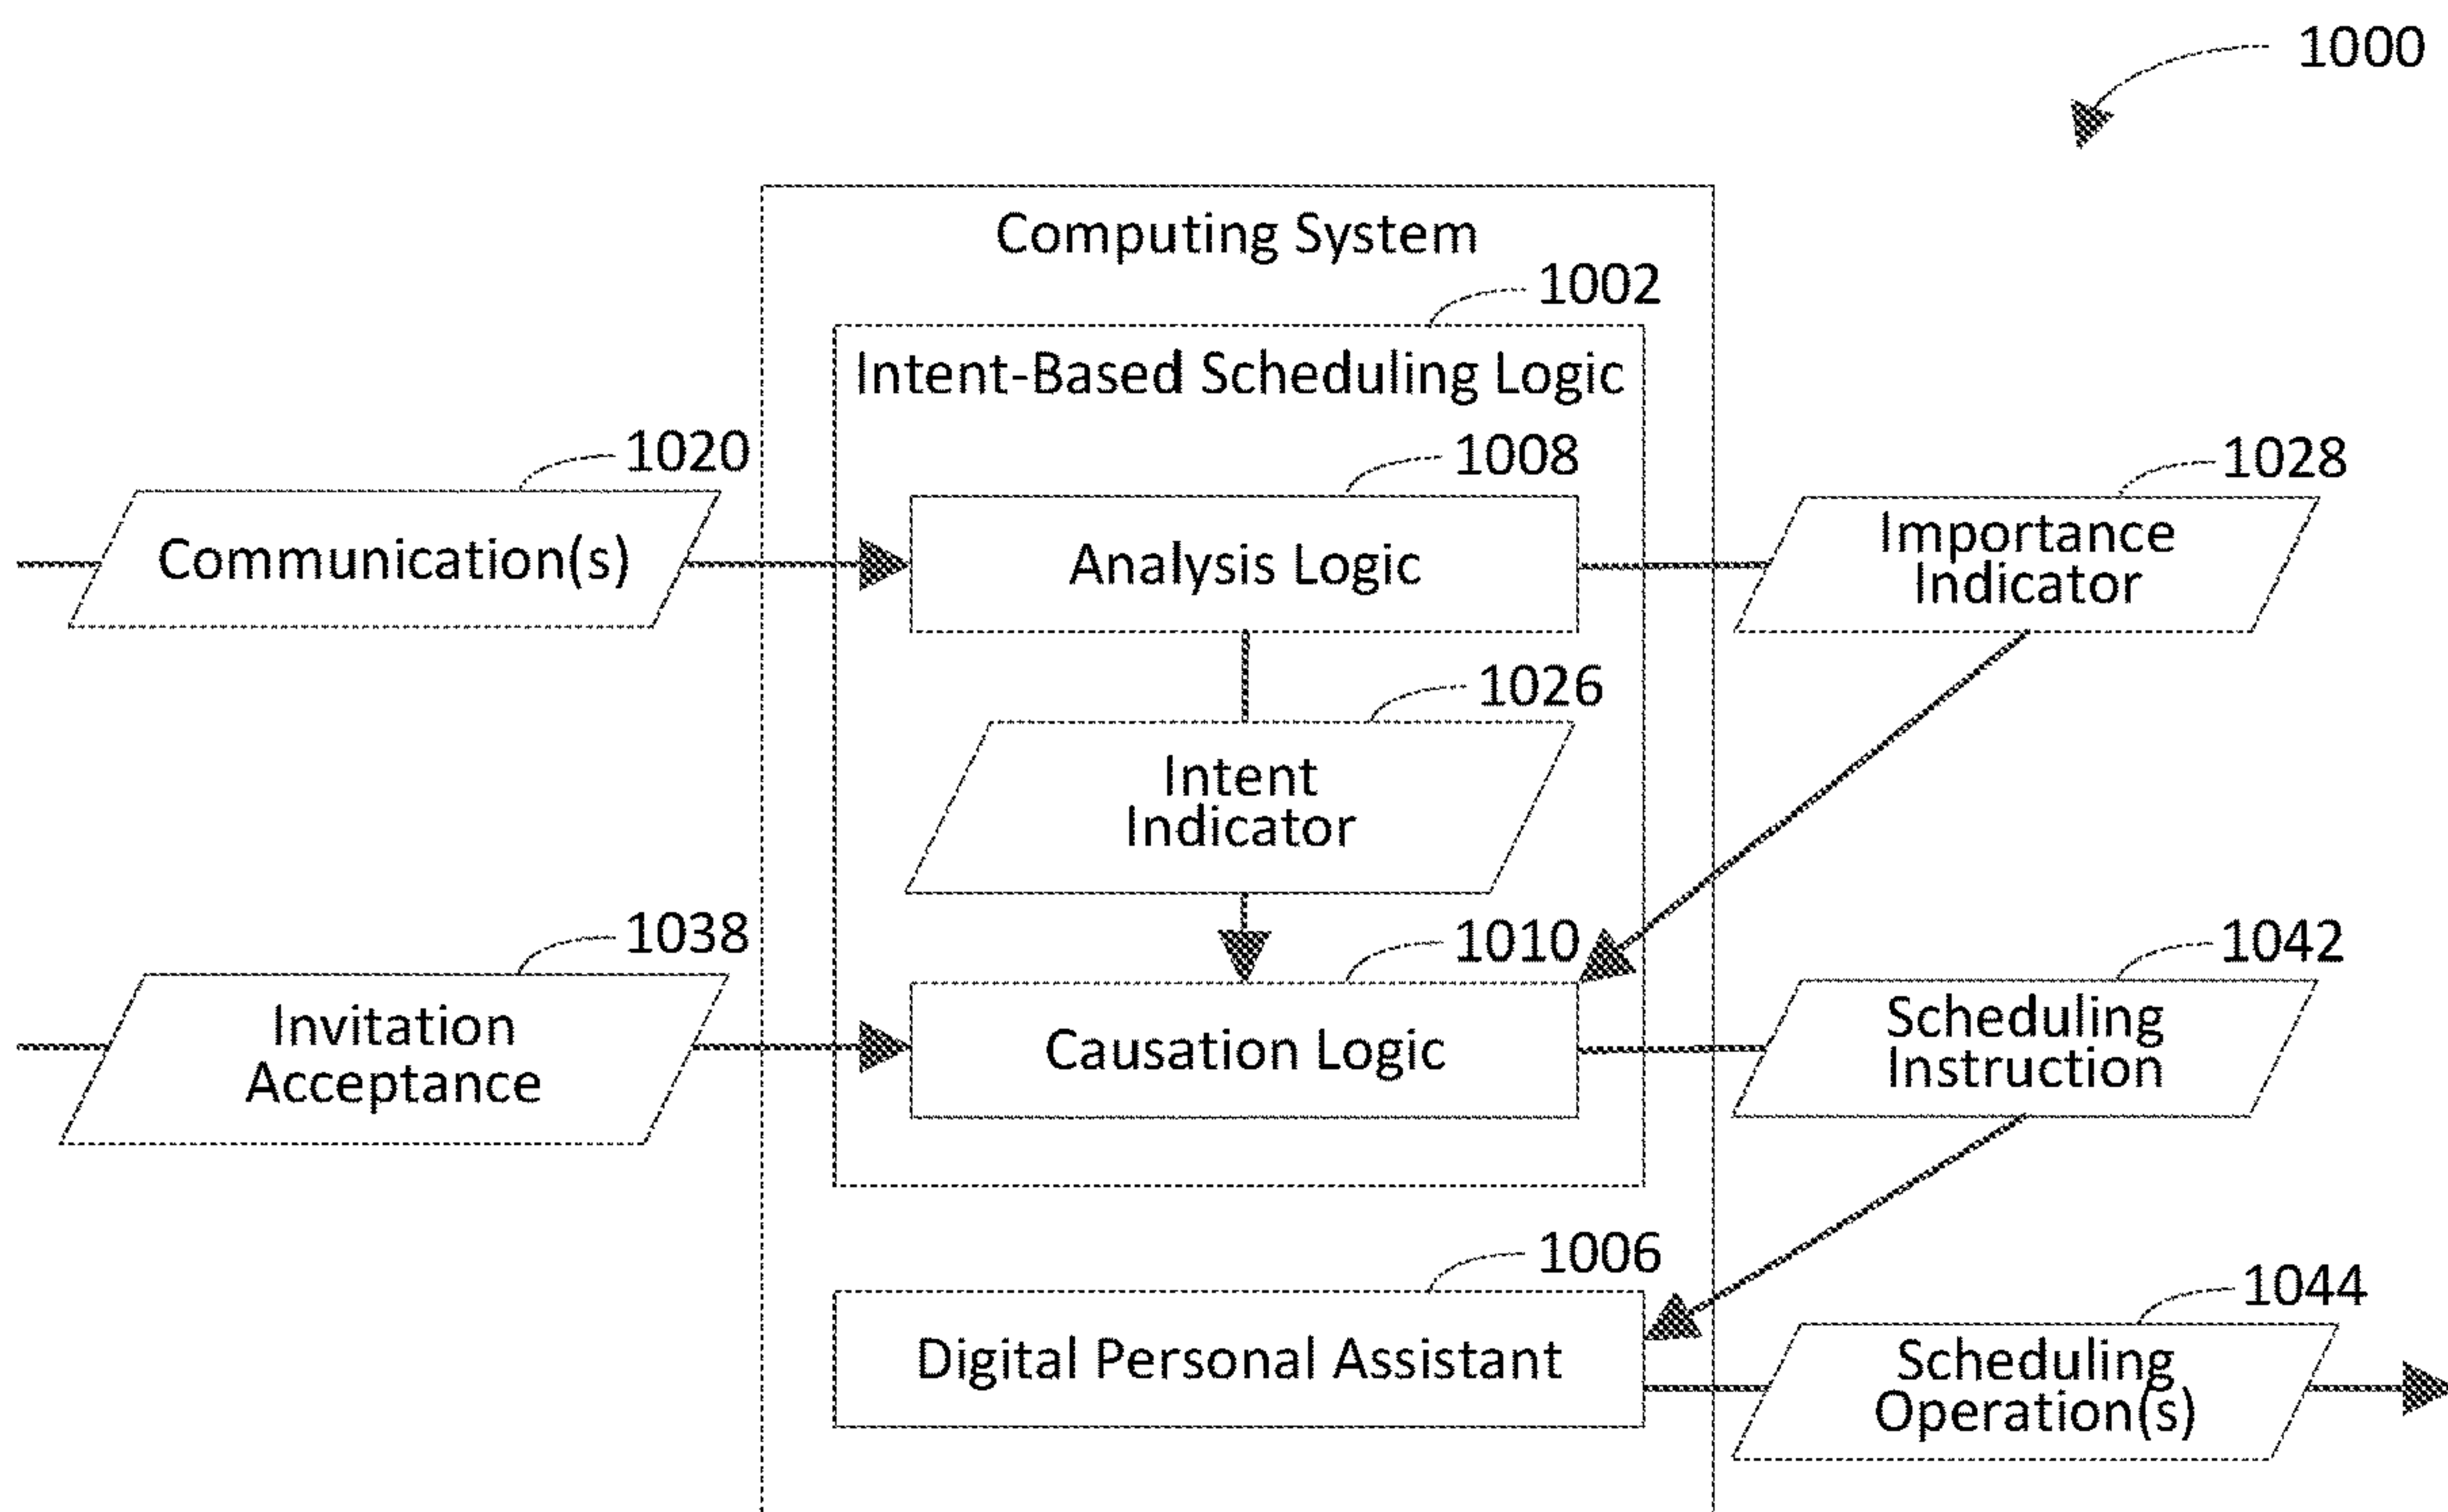 1000
Computing System
1002
Intent-Based Scheduling Logic
1020
1008
1028
Communication(s)
Analysis Logic
Importance
Indicator
1026
Intent
Indicator
1038
1010
1042
Invitation
Acceptance
Causation Logic
Scheduling
Instruction
1006
1044
Digital Personal Assistant
Scheduling
Operation(s)